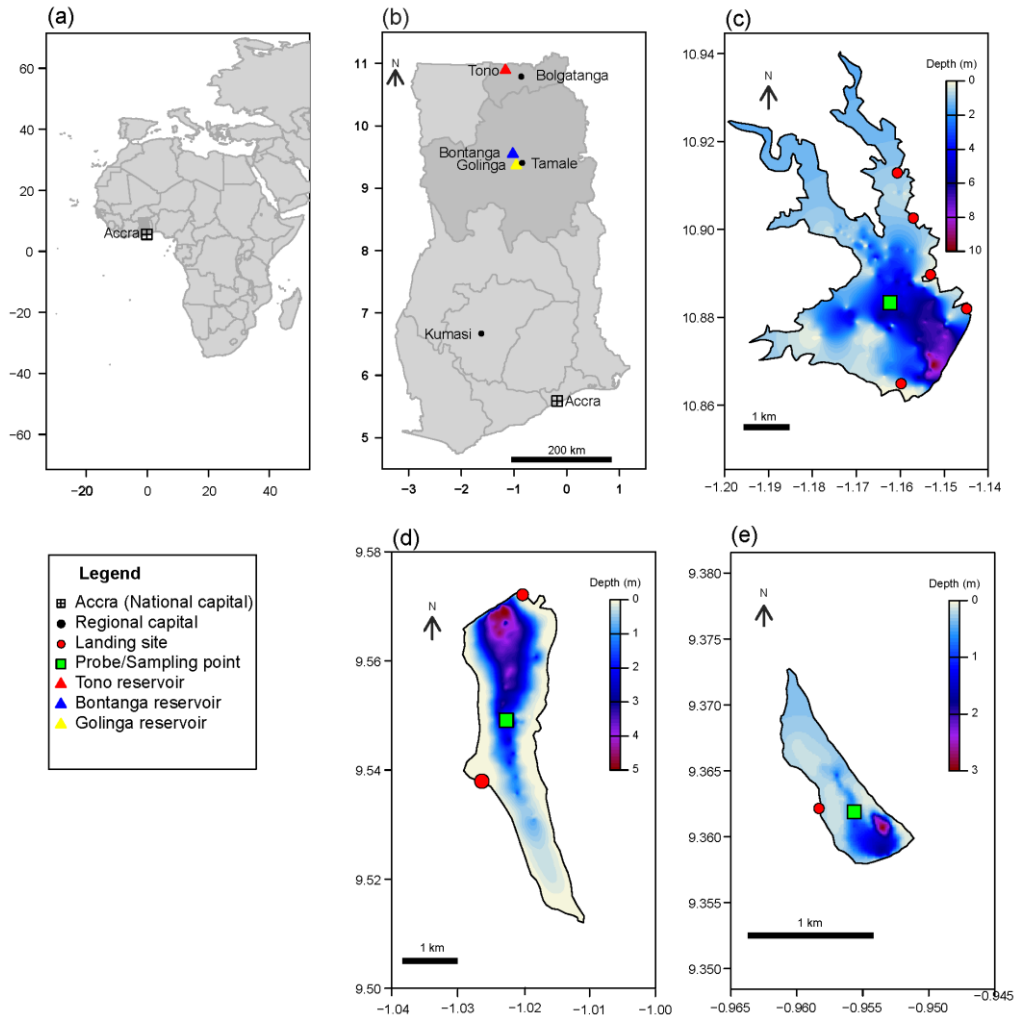 (a)
60
40
20
0
−20
−40
−60
−20 0 20 40
Accra
(b)
N
11
10
9
8
7
6
5
−3 −2 −1 0 1
Tono
Bolgatanga
Bontanga
Golinga
Tamale
Kumasi
Accra
200 km
(c)
N
Depth (m)
0
2
4
6
8
10
10.94
10.92
10.90
10.88
10.86
1 km
−1.20 −1.19 −1.18 −1.17 −1.16 −1.15 −1.14
Legend
Accra (National capital)
Regional capital
Landing site
Probe/Sampling point
Tono reservoir
Bontanga reservoir
Golinga reservoir
(d)
N
Depth (m)
0
1
2
3
4
5
9.58
9.56
9.54
9.52
9.50
1 km
−1.04 −1.03 −1.02 −1.01 −1.00
(e)
N
Depth (m)
0
1
2
3
9.380
9.375
9.370
9.365
9.360
9.355
9.350
1 km
−0.965 −0.960 −0.955 −0.950 −0.945